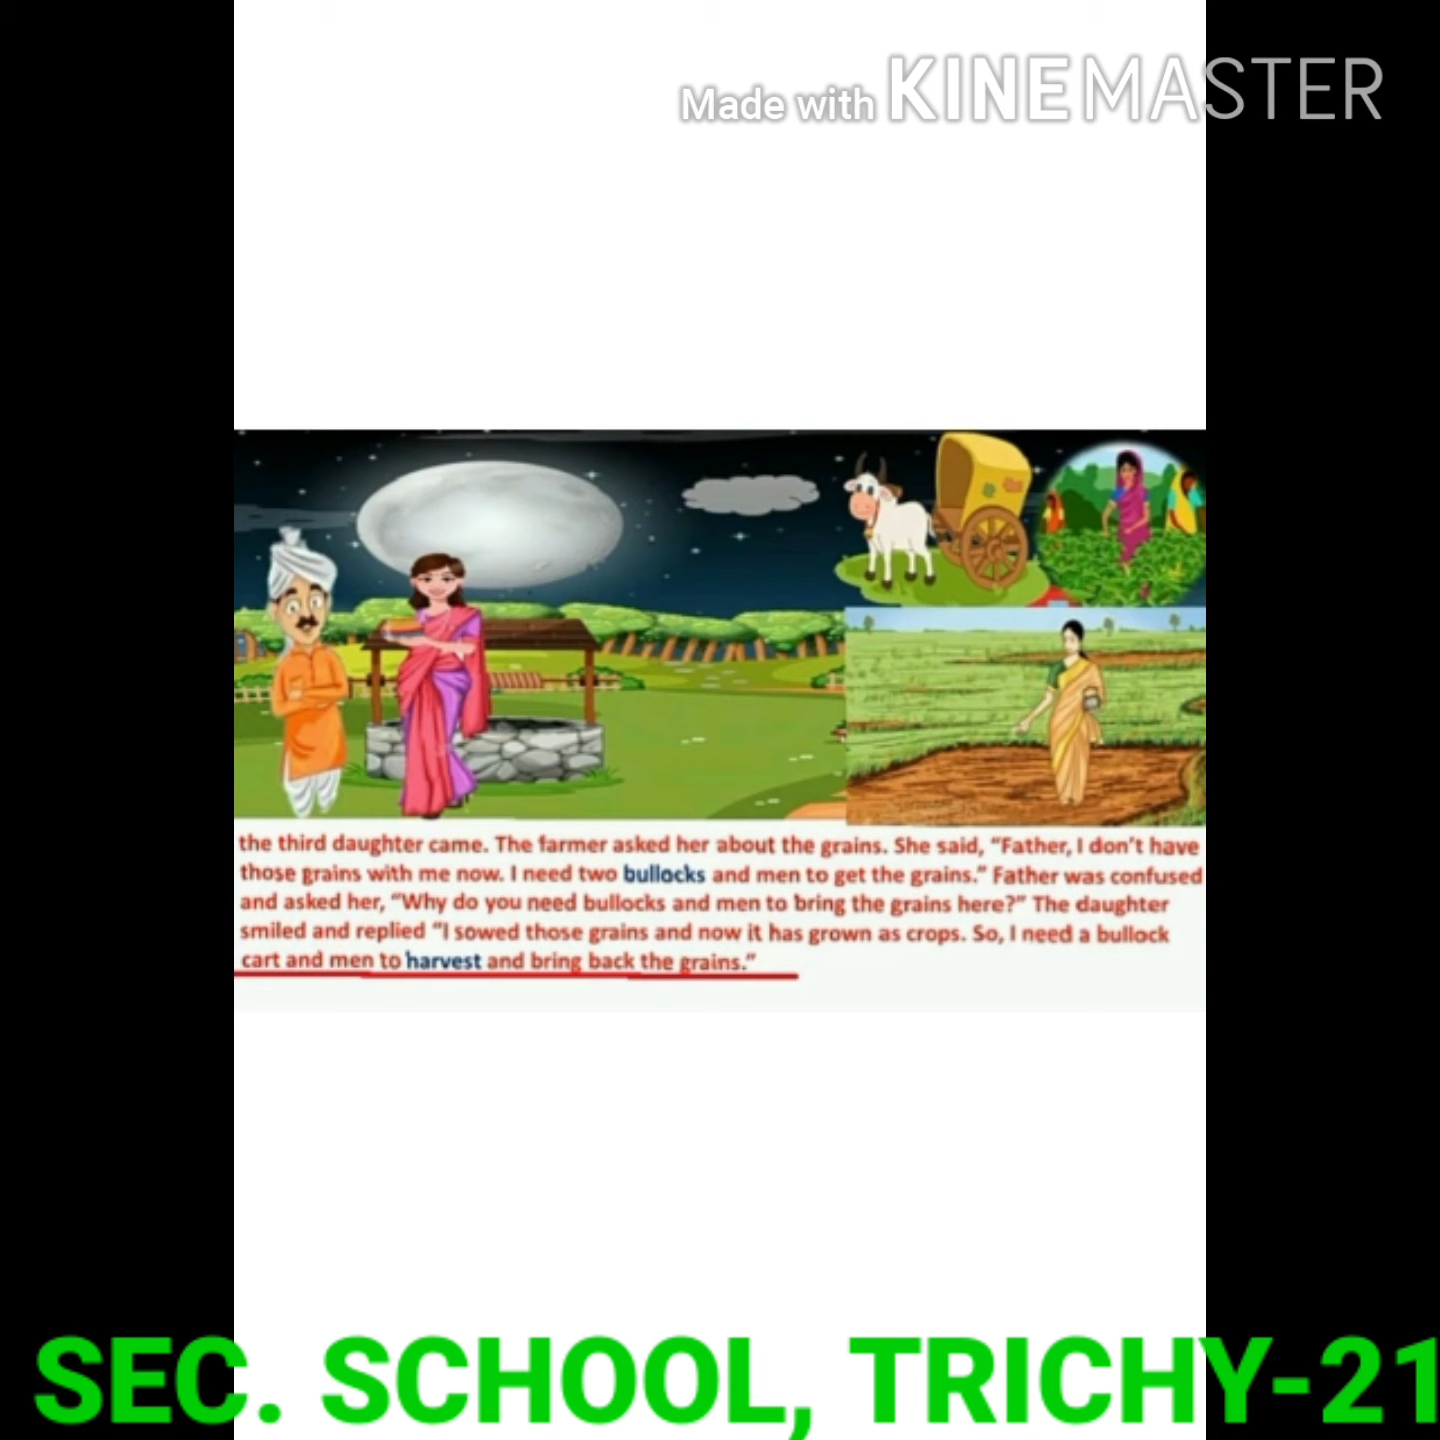 Made with KINEMASTER
the third daughter came. The farmer asked her about the grains. She said, “Father, I don’t have
those grains with me now. I need two bullocks and men to get the grains.” Father was confused
and asked her, “Why do you need bullocks and men to bring the grains here?” The daughter
smiled and replied “I sowed those grains and now it has grown as crops. So, I need a bullock
cart and men to harvest and bring back the grains.”
SEC. SCHOOL, TRICHY-21